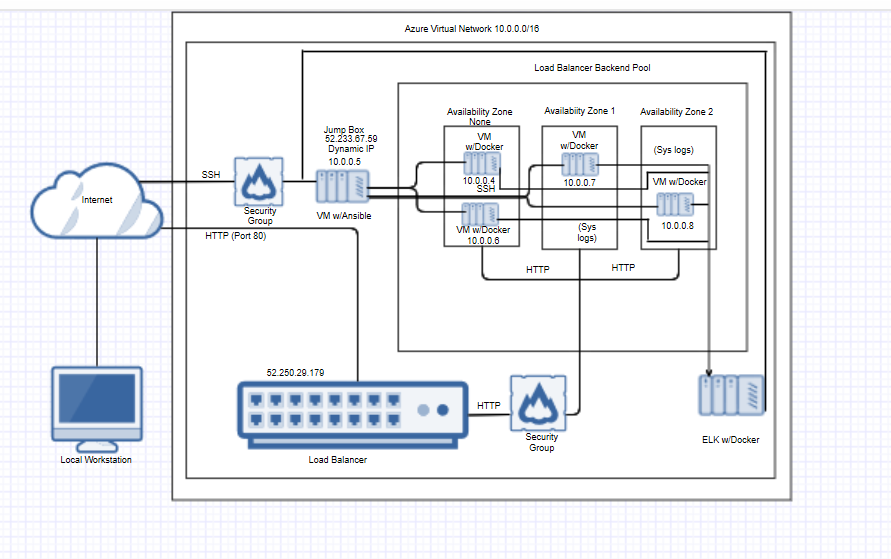 Azure Virtual Network 10.0.0.0/16
Load Balancer Backend Pool
Availability Zone
None
Availabiity Zone 1
Availability Zone 2
Jump Box
52.233.67.59
Dynamic IP
10.0.0.5
VM w/Ansible
VM
w/Docker
10.0.0.4
SSH
VM w/Docker
10.0.0.6
VM
w/Docker
10.0.0.7
(Sys
logs)
(Sys logs)
VM w/Docker
10.0.0.8
HTTP
HTTP
SSH
Internet
Security
Group
HTTP (Port 80)
52.250.29.179
HTTP
Load Balancer
Security
Group
ELK w/Docker
Local Workstation